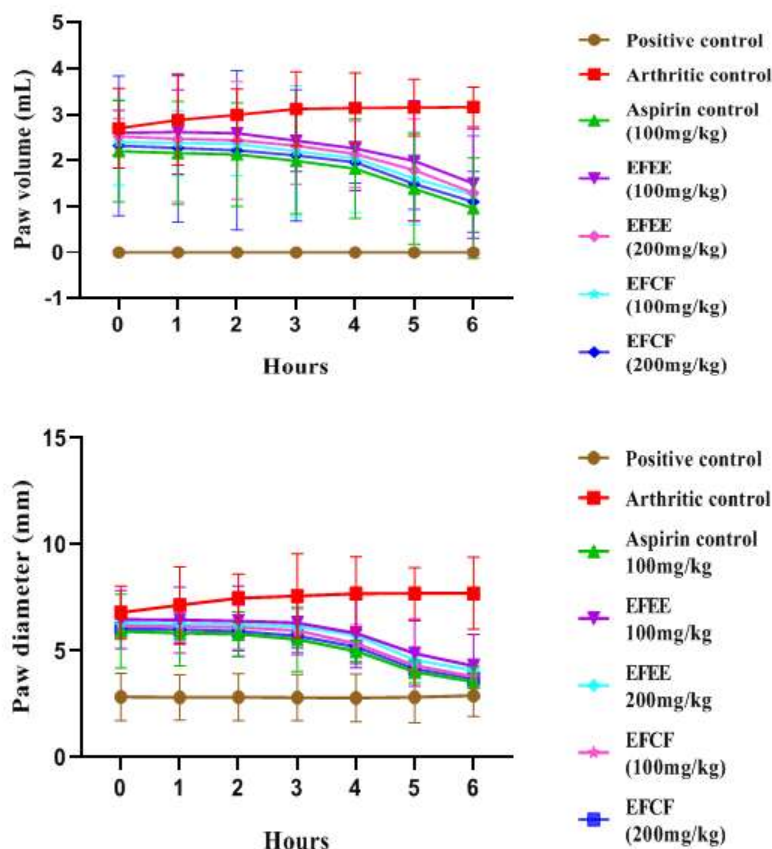 5
4
3
2
1
0
-1
Paw volume (mL)
0 1 2 3 4 5 6
Hours
Positive control
Arthritic control
Aspirin control
(100mg/kg)
EFEE
(100mg/kg)
EFEE
(200mg/kg)
EFCF
(100mg/kg)
EFCF
(200mg/kg)
15
10
5
0
Paw diameter (mm)
0 1 2 3 4 5 6
Hours
Positive control
Arthritic control
Aspirin control
100mg/kg
EFEE
100mg/kg
EFEE
200mg/kg
EFCF
(100mg/kg)
EFCF
(200mg/kg)